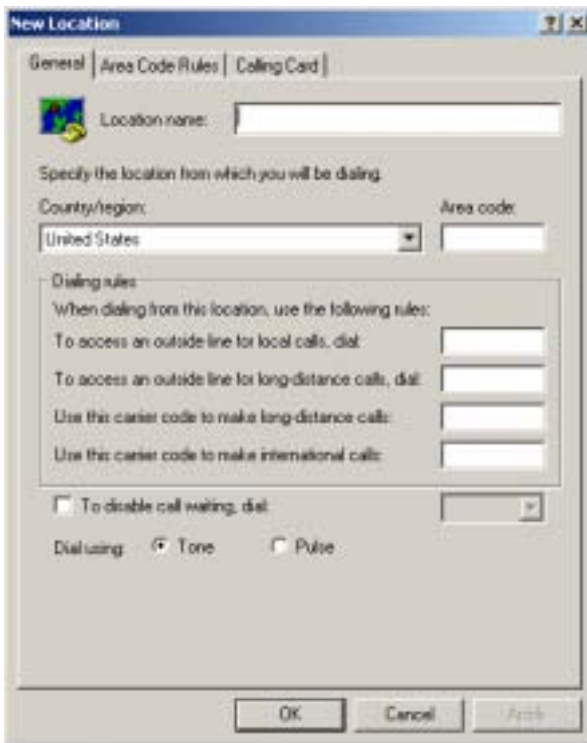 New Location
General Area Code Rules Calling Card
Location name:
Specify the location from which you will be dialing.
Country/region: Area code:
United States
Dialing rules
When dialing from this location, use the following rules:
To access an outside line for local calls, dial:
To access an outside line for long-distance calls, dial:
Use this carrier code to make long-distance calls:
Use this carrier code to make international calls:
To disable call waiting, dial:
Dial using: Tone Pulse
OK Cancel Apply